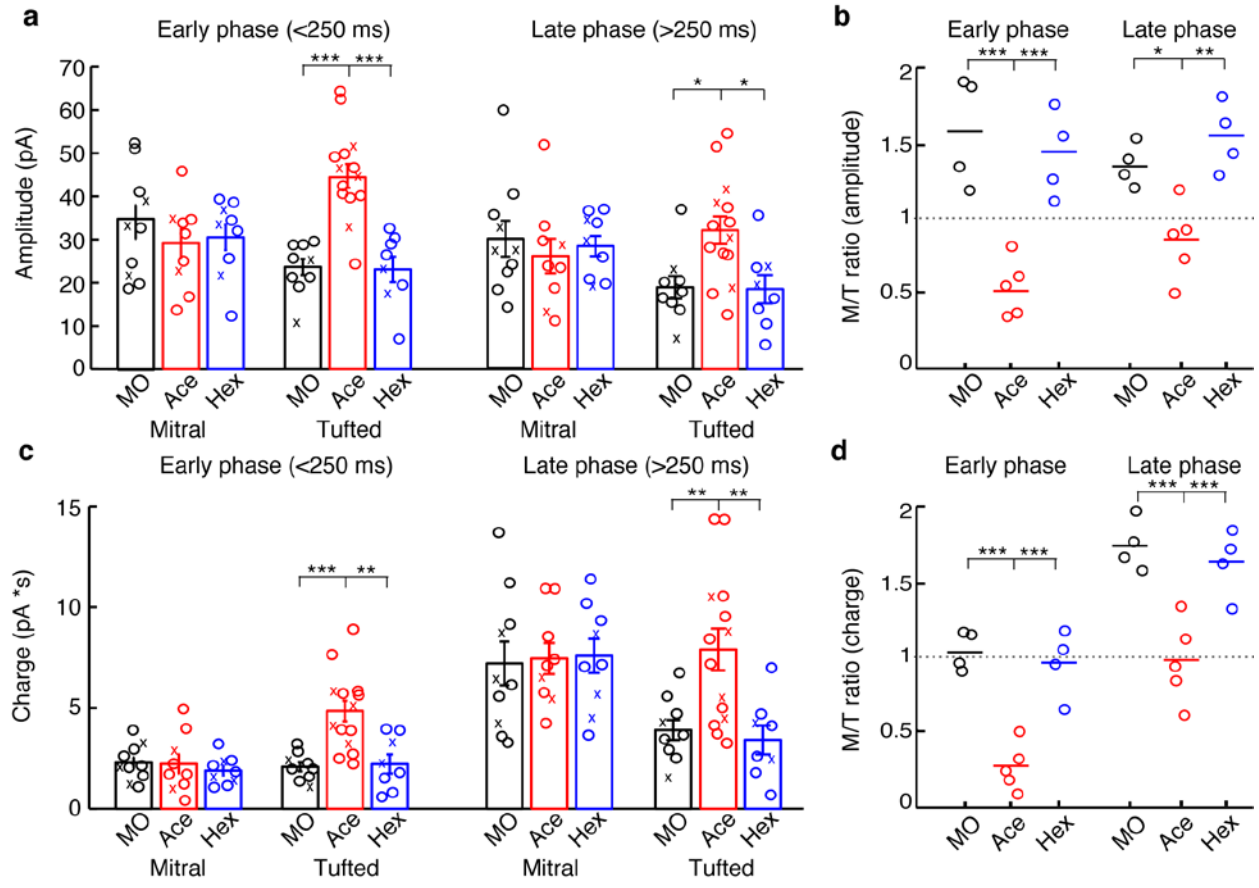 a
Early phase (<250 ms)
Late phase (>250 ms)
*** ***
* *
Amplitude (pA)
70
60
50
40
30
20
10
0
MO Ace Hex MO Ace Hex MO Ace Hex MO Ace Hex
Mitral Tufted Mitral Tufted
b
Early phase Late phase
*** *** * **
M/T ratio (amplitude)
2
1.5
1
0.5
0
MO Ace Hex MO Ace Hex
c
Early phase (<250 ms)
Late phase (>250 ms)
*** **
** **
Charge (pA *s)
15
10
5
0
MO Ace Hex MO Ace Hex MO Ace Hex MO Ace Hex
Mitral Tufted Mitral Tufted
d
Early phase Late phase
*** *** *** ***
M/T ratio (charge)
2
1.5
1
0.5
0
MO Ace Hex MO Ace Hex